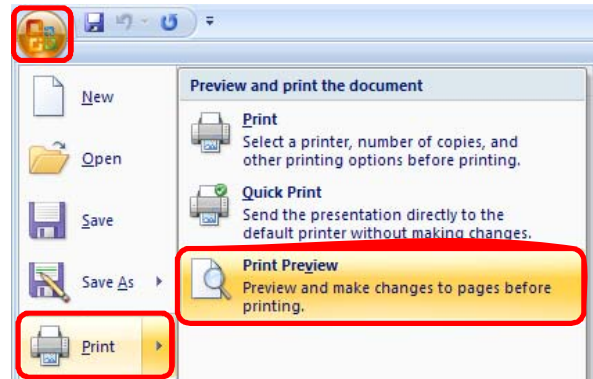 New
Open
Save
Save As
Print
Preview and print the document
Print
Select a printer, number of copies, and
other printing options before printing.
Quick Print
Send the presentation directly to the
default printer without making changes.
Print Preview
Preview and make changes to pages before
printing.